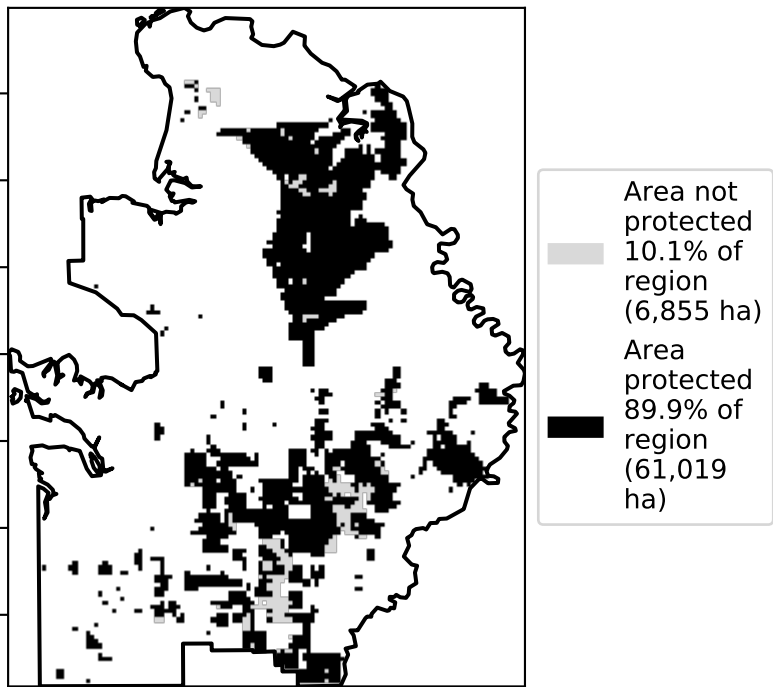 Area not
protected
10.1% of
region
(6,855 ha)
Area
protected
89.9% of
region
(61,019
ha)